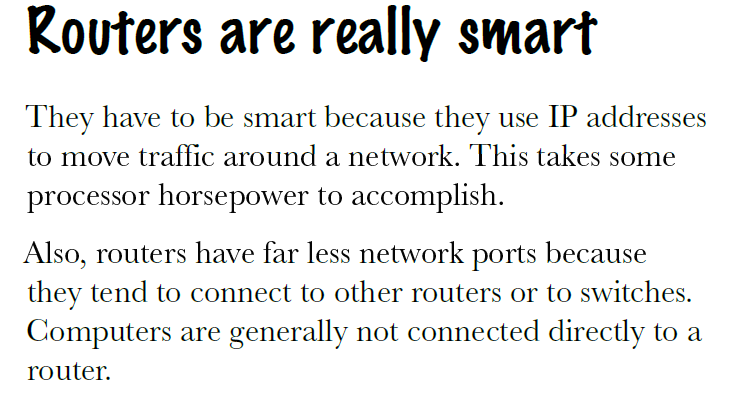 Routers are really smart
They have to be smart because they use IP addresses
to move traffic around a network. This takes some
processor horsepower to accomplish.
Also, routers have far less network ports because
they tend to connect to other routers or to switches.
Computers are generally not connected directly to a
router.